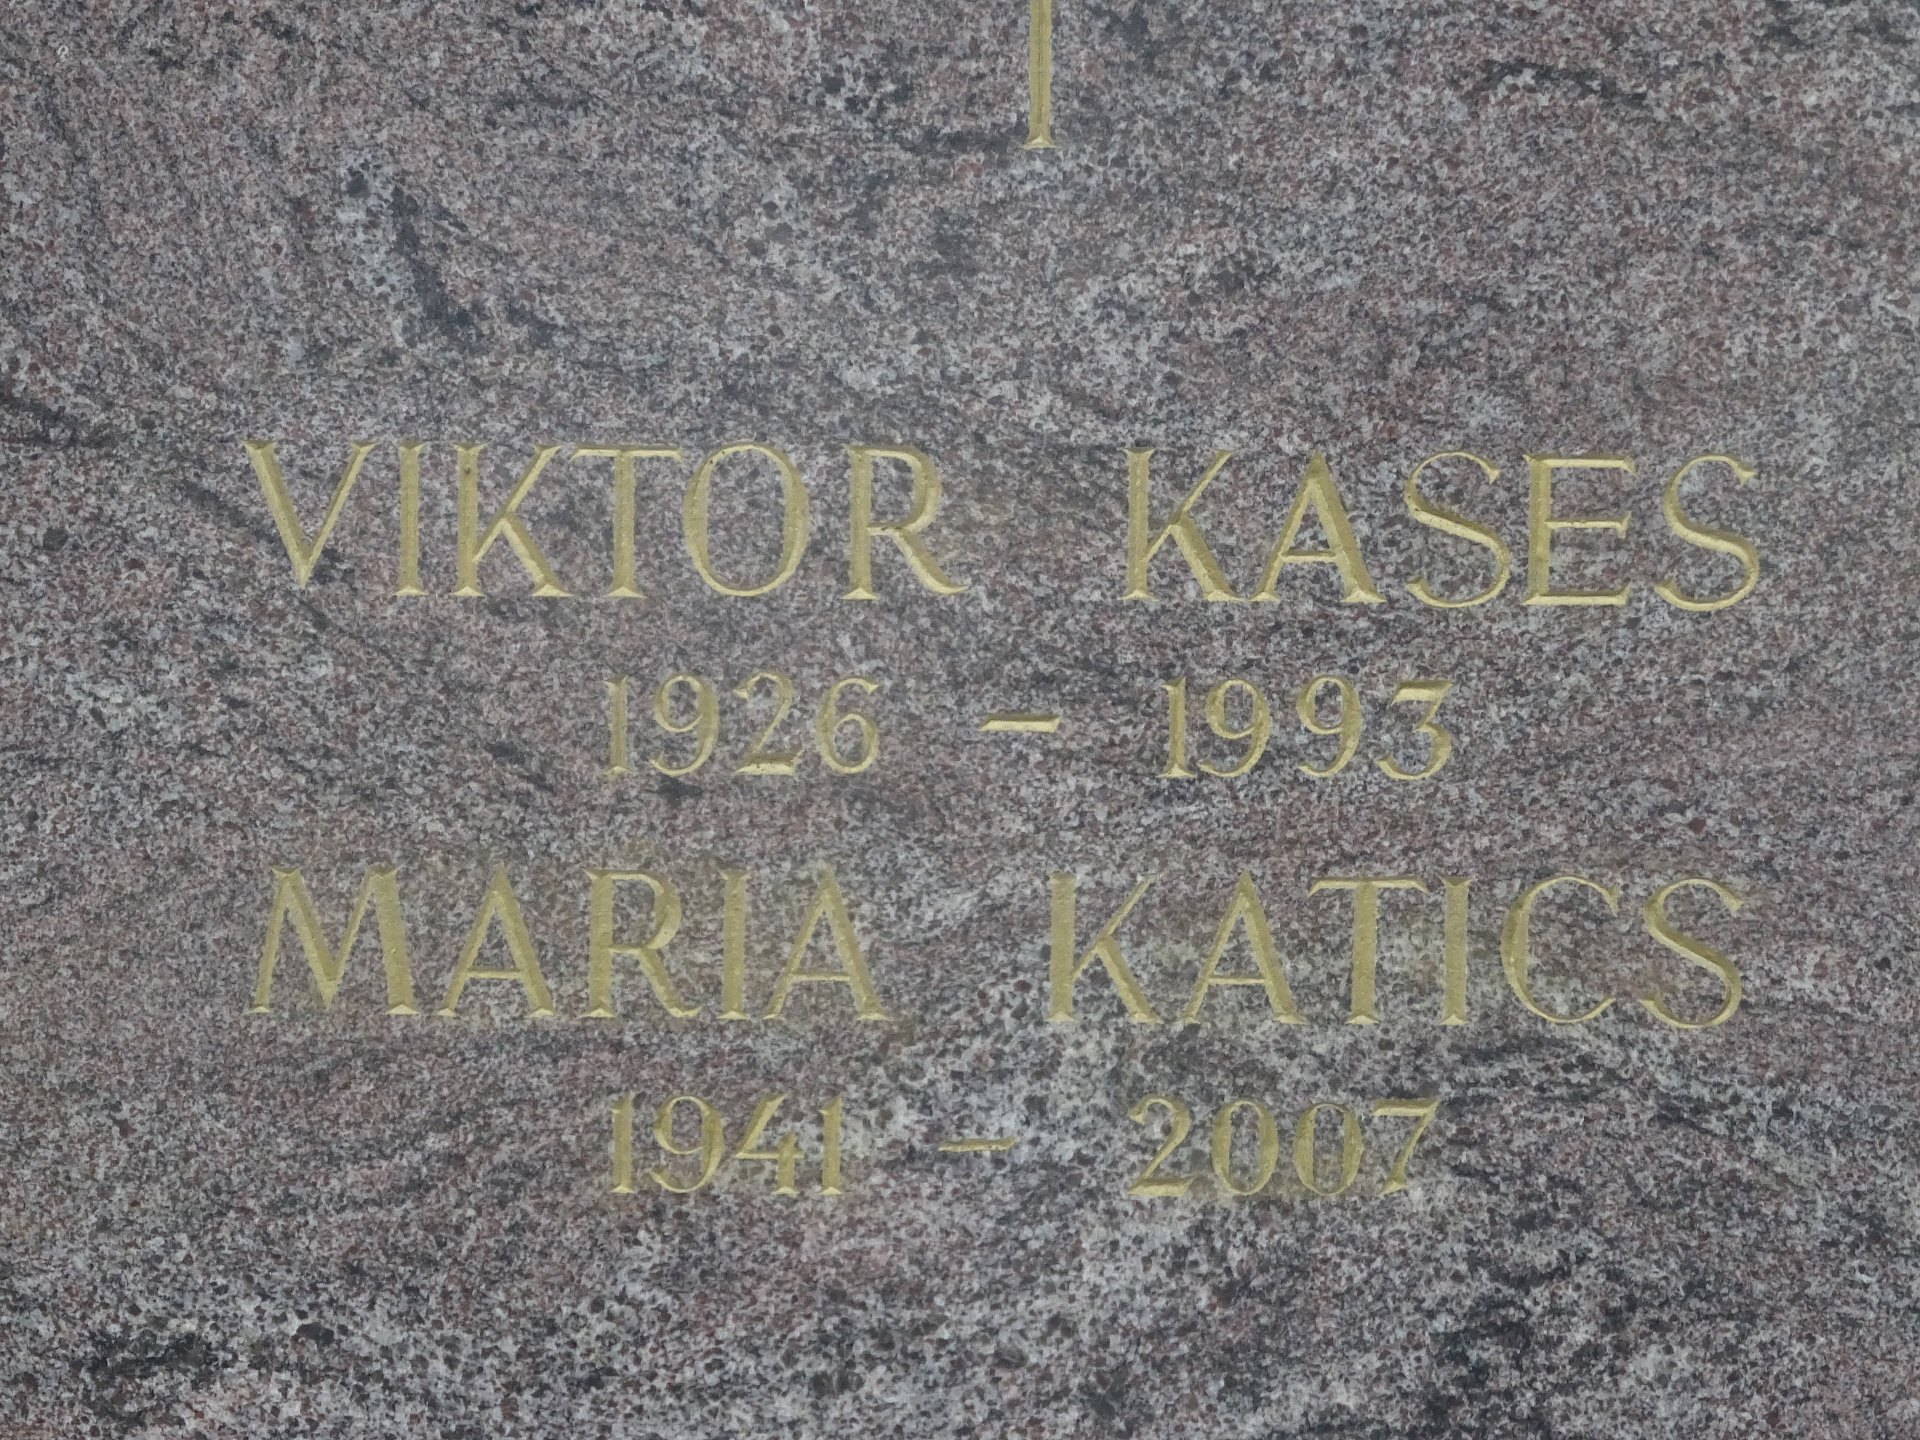 VIKTOR KASES
1926 – 1993
MARIA KATICS
1941 – 2007